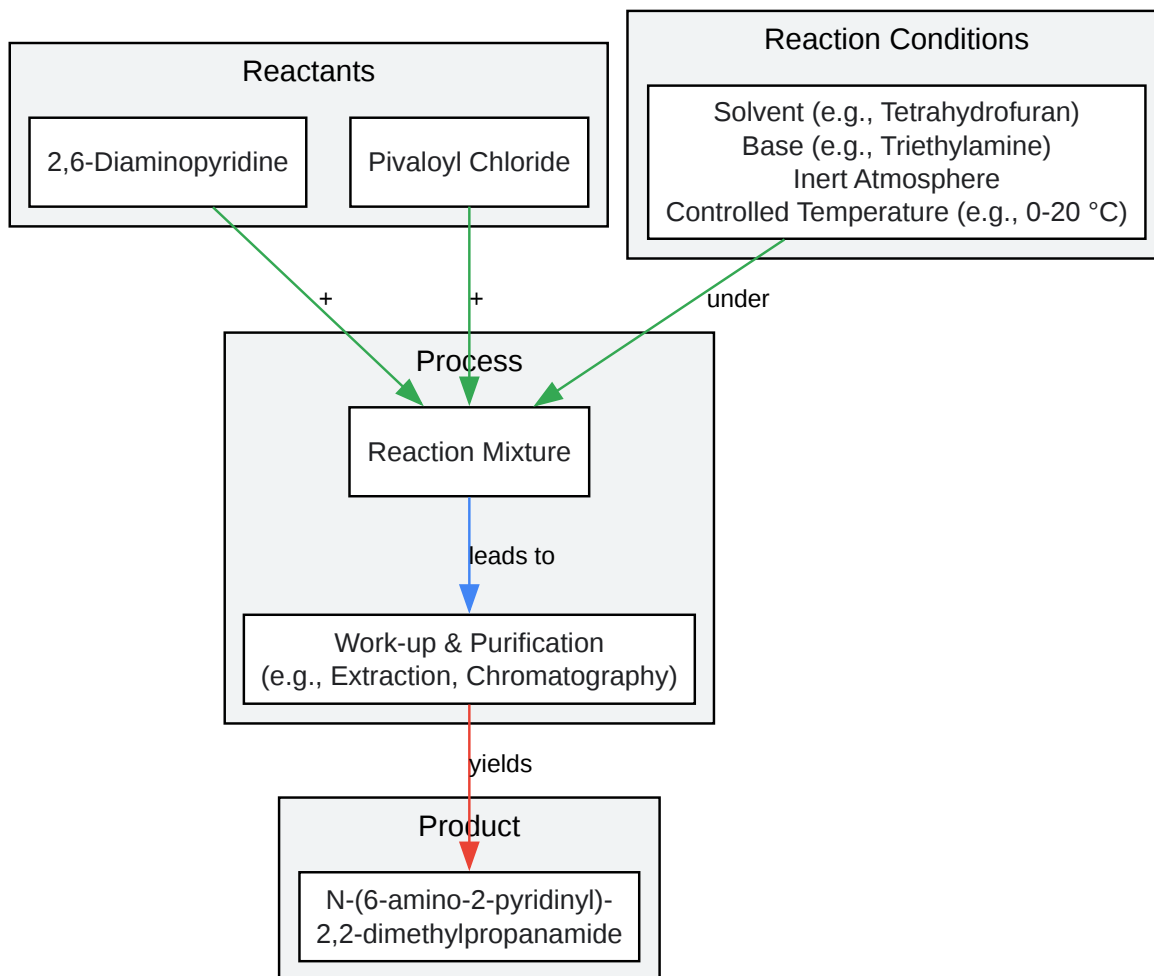 Reaction Conditions
Reactants
Solvent (e.g., Tetrahydrofuran)
Base (e.g., Triethylamine)
Inert Atmosphere
Controlled Temperature (e.g., 0-20 °C)
2,6-Diaminopyridine
Pivaloyl Chloride
+
+
under
Process
Reaction Mixture
leads to
Work-up & Purification
(e.g., Extraction, Chromatography)
yields
Product
N-(6-amino-2-pyridinyl)-
2,2-dimethylpropanamide